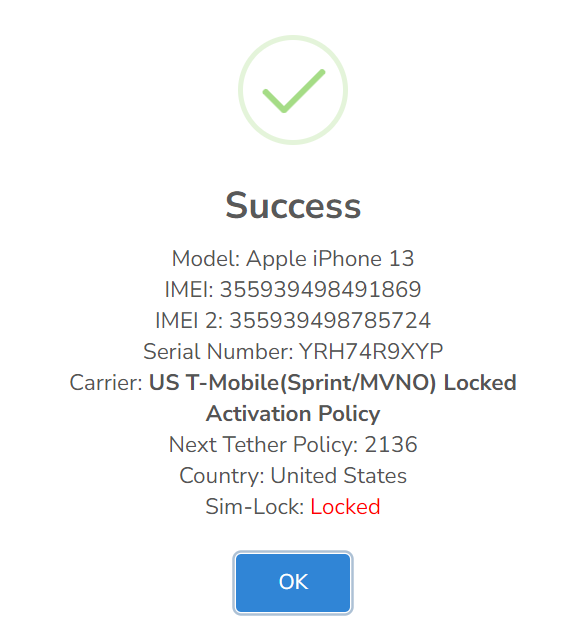 Success
Model: Apple iPhone 13
IMEI: 355939498491869
IMEI 2: 355939498785724
Serial Number: YRH74R9XYP
Carrier: US T-Mobile(Sprint/MVNO) Locked
Activation Policy
Next Tether Policy: 2136
Country: United States
Sim-Lock: Locked
OK